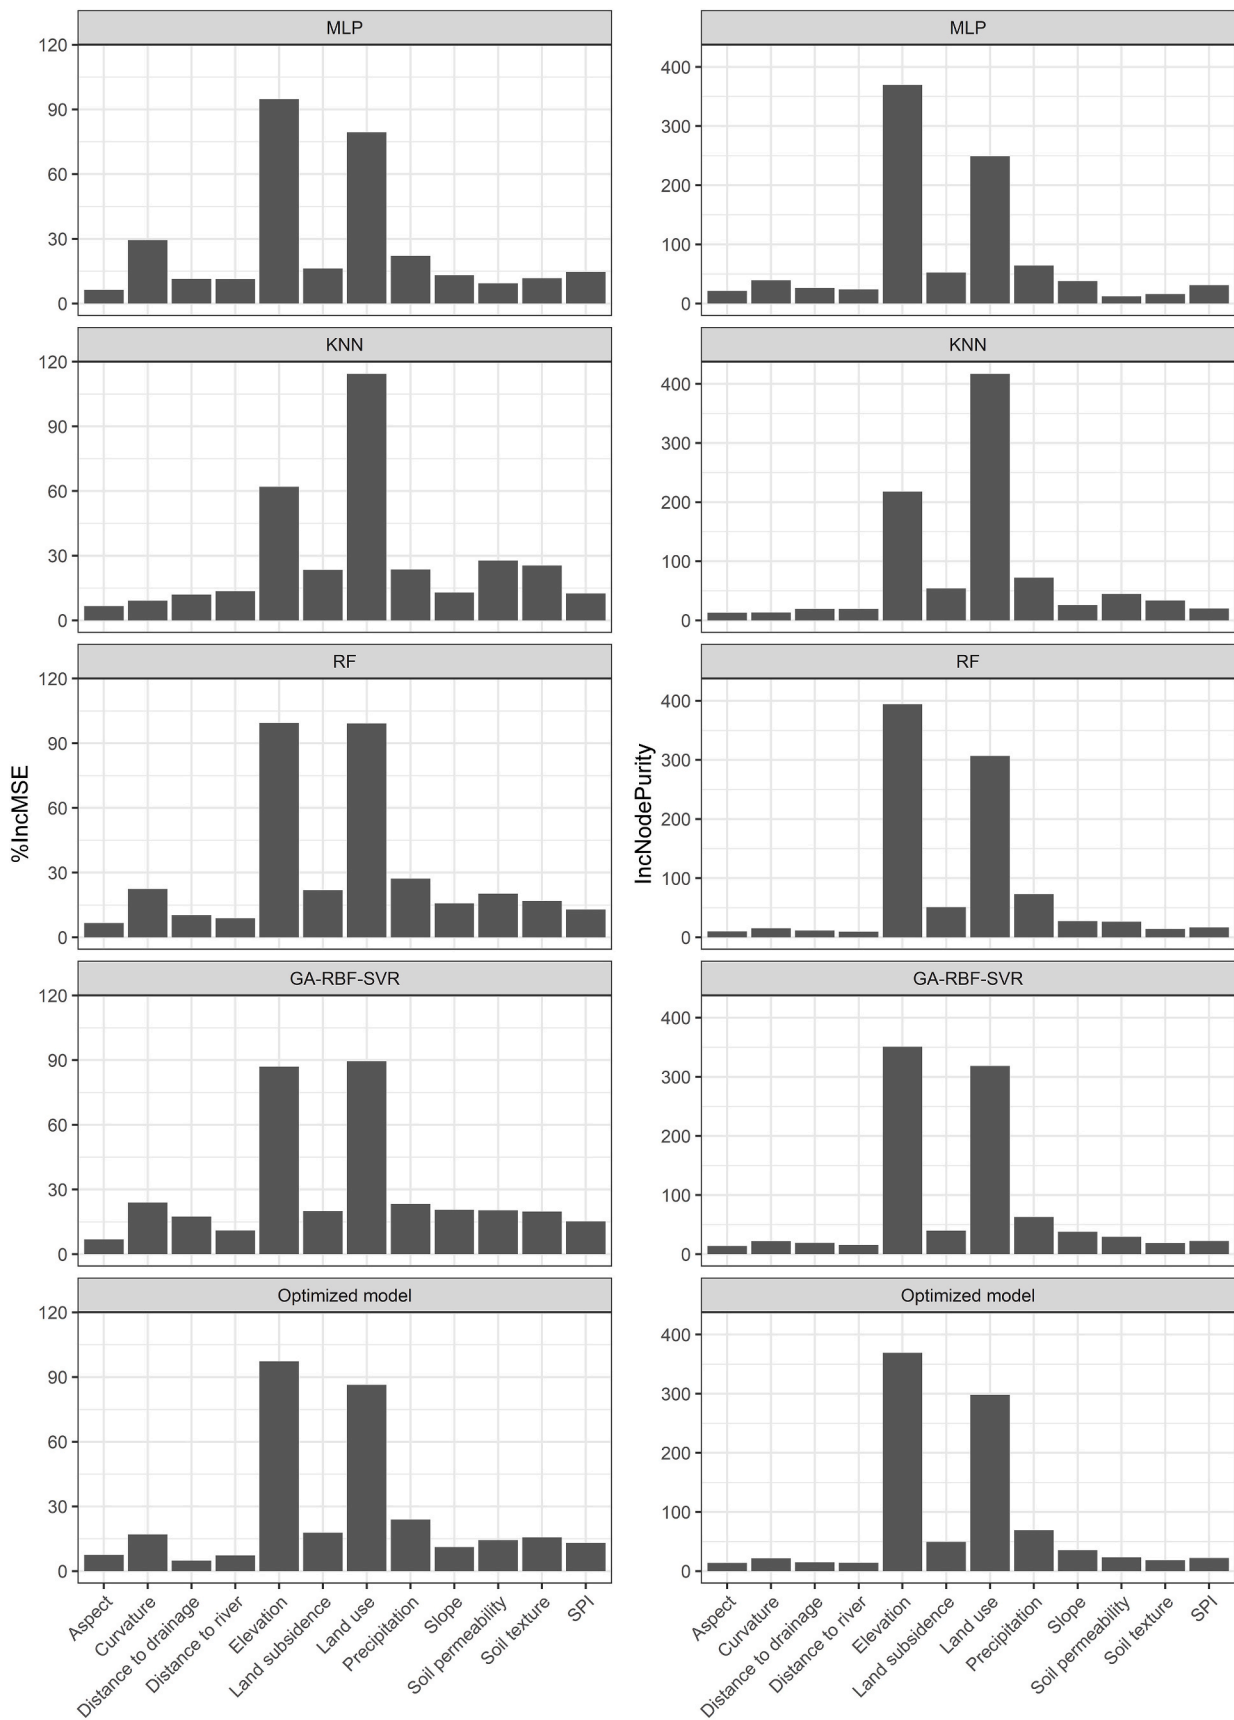 MLP
120
90
60
30
0
KNN
120
90
60
30
0
RF
120
90
60
30
0
%IncMSE
GA-RBF-SVR
120
90
60
30
0
Optimized model
120
90
60
30
0
Aspect
Curvature
Distance to drainage
Distance to river
Elevation
Land subsidence
Land use
Precipitation
Slope
Soil permeability
Soil texture
SPI
MLP
400
300
200
100
0
KNN
400
300
200
100
0
RF
400
300
200
100
0
IncNodePurity
GA-RBF-SVR
400
300
200
100
0
Optimized model
400
300
200
100
0
Aspect
Curvature
Distance to drainage
Distance to river
Elevation
Land subsidence
Land use
Precipitation
Slope
Soil permeability
Soil texture
SPI